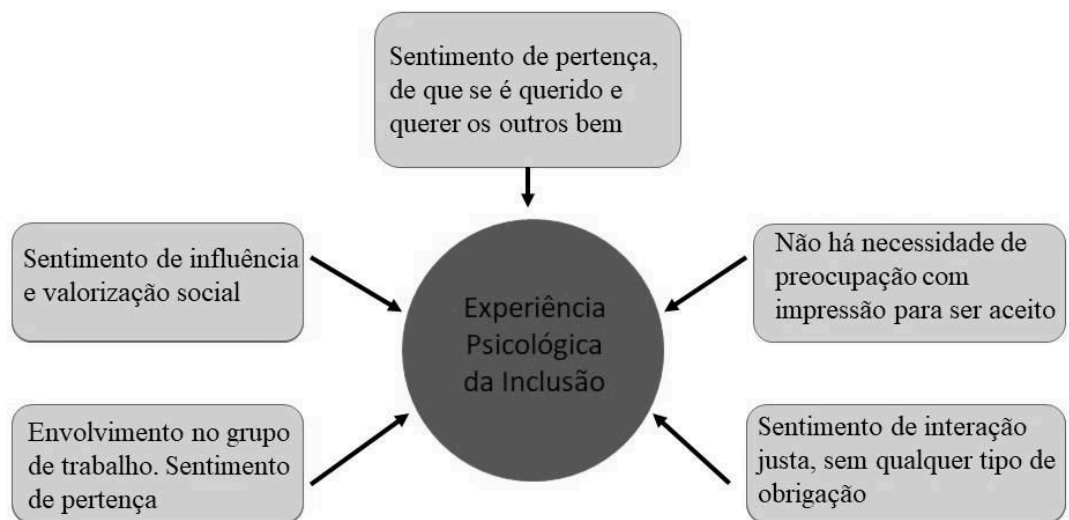 Sentimento de pertença,
de que se é querido e
querer os outros bem
Sentimento de influência
e valorização social
Não há necessidade de
preocupação com
impressão para ser aceito
Experiência
Psicológica
da Inclusão
Envolvimento no grupo
de trabalho. Sentimento
de pertença
Sentimento de interação
justa, sem qualquer tipo de
obrigação